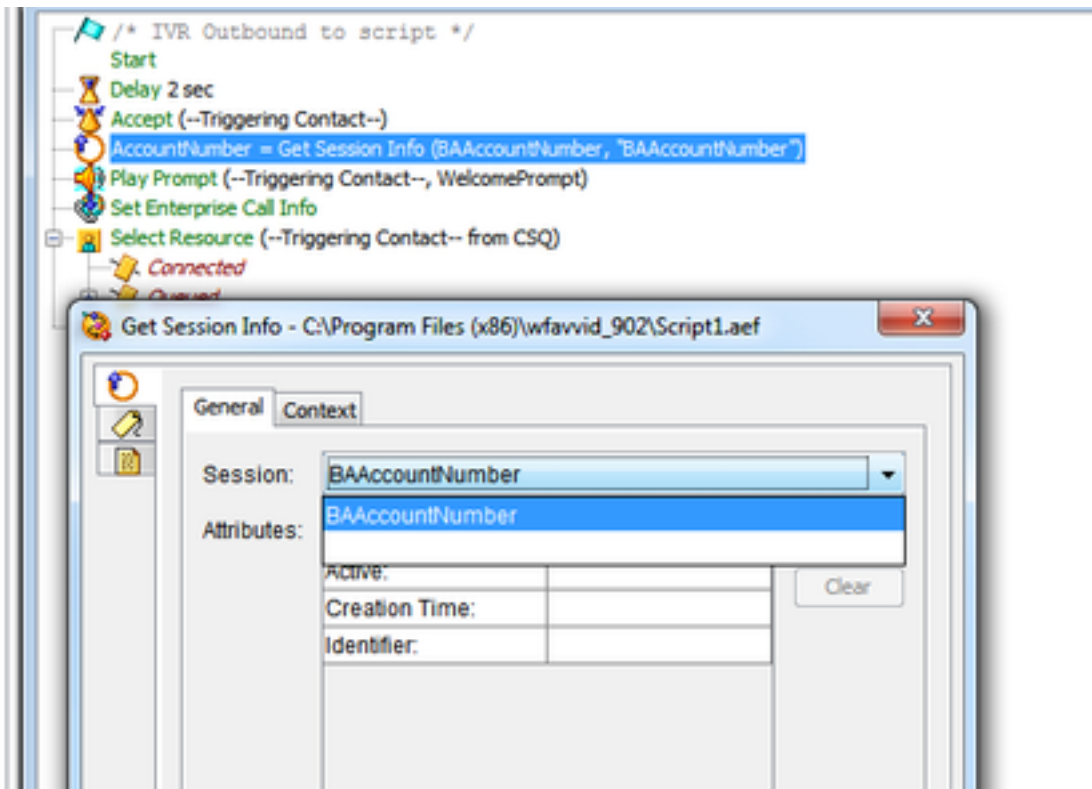 /* IVR Outbound to script */
Start
Delay 2 sec
Accept (--Triggering Contact--)
AccountNumber = Get Session Info (BAAccountNumber, "BAAccountNumber")
Play Prompt (--Triggering Contact--, WelcomePrompt)
Set Enterprise Call Info
Select Resource (--Triggering Contact-- from CSQ)
Connected
Queued
Get Session Info - C:\Program Files (x86)\wfavvid_902\Script1.aef
General Context
Session: BAAccountNumber
BAAccountNumber
Attributes:
Active:
Clear
Creation Time:
Identifier: